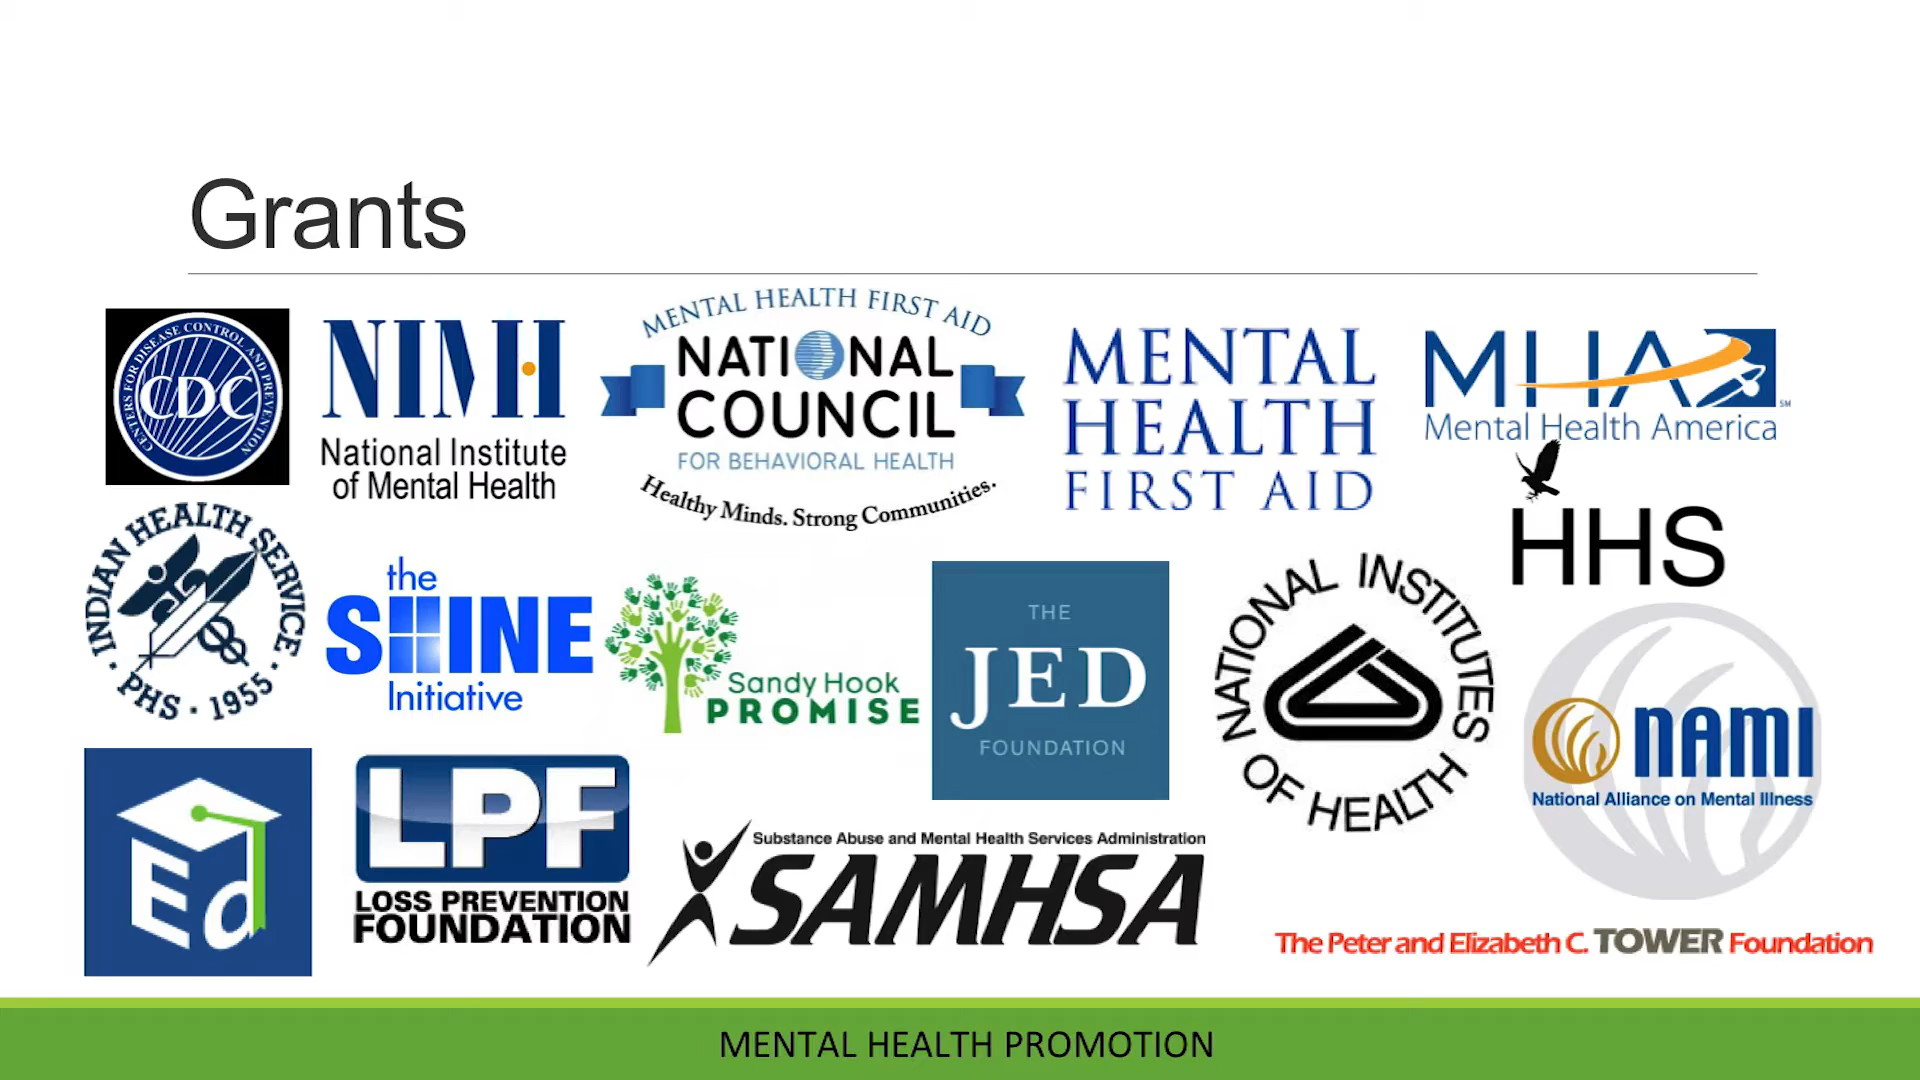 Grants
CENTERS FOR DISEASE CONTROL AND PREVENTION
CDC
NIMH
National Institute
of Mental Health
MENTAL HEALTH FIRST AID
NATIONAL
COUNCIL
FOR BEHAVIORAL HEALTH
Healthy Minds. Strong Communities.
MENTAL
HEALTH
FIRST AID
MHA
SM
Mental Health America
HHS
INDIAN HEALTH SERVICE
PHS · 1955
the
SHINE
Initiative
Sandy Hook
PROMISE
THE
JED
FOUNDATION
NATIONAL INSTITUTES
OF HEALTH
NAMI
National Alliance on Mental Illness
Ed
LPF
LOSS PREVENTION
FOUNDATION
Substance Abuse and Mental Health Services Administration
SAMHSA
The Peter and Elizabeth C. TOWER Foundation
MENTAL HEALTH PROMOTION